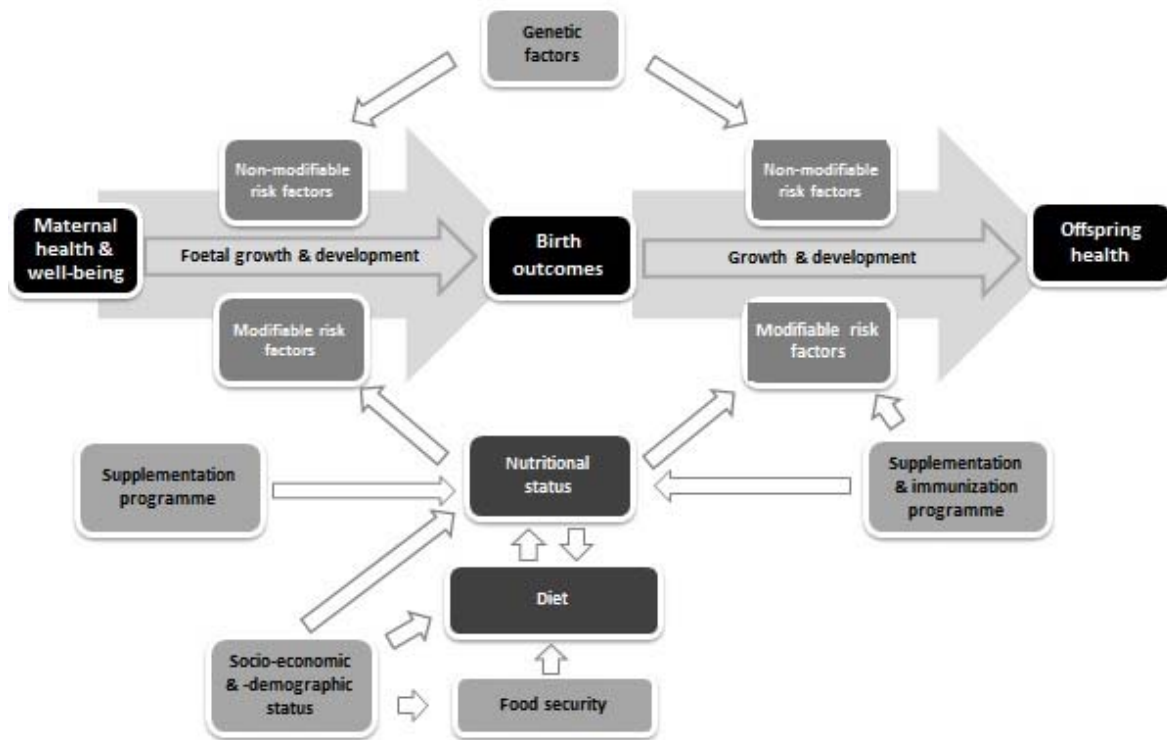 Genetic
factors
Non-modifiable
risk factors
Non-modifiable
risk factors
Maternal
health &
well-being
Foetal growth & development
Birth
outcomes
Growth & development
Offspring
health
Modifiable risk
factors
Modifiable risk
factors
Supplementation
programme
Nutritional
status
Supplementation
& immunization
programme
Diet
Socio-economic
& -demographic
status
Food security